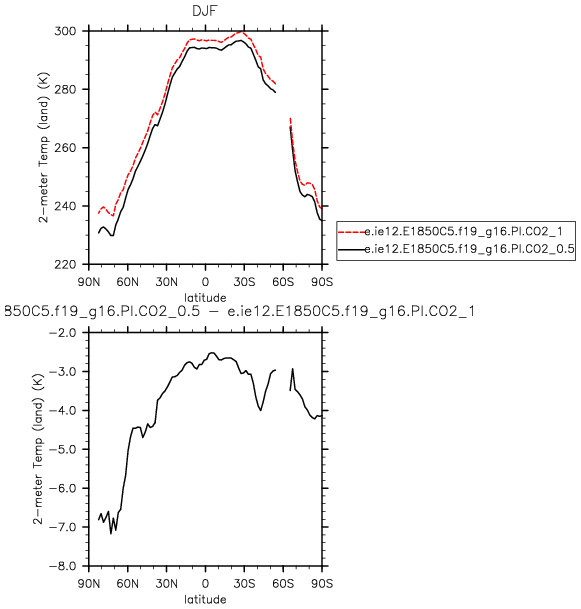 DJF
300
280
260
240
220
2-meter Temp (land) (K)
90N 60N 30N 0 30S 60S 90S
latitude
e.ie12.E1850C5.f19_g16.PI.CO2_1
e.ie12.E1850C5.f19_g16.PI.CO2_0.5
850C5.f19_g16.PI.CO2_0.5 - e.ie12.E1850C5.f19_g16.PI.CO2_1
-2.0
-3.0
-4.0
-5.0
-6.0
-7.0
-8.0
2-meter Temp (land) (K)
90N 60N 30N 0 30S 60S 90S
latitude